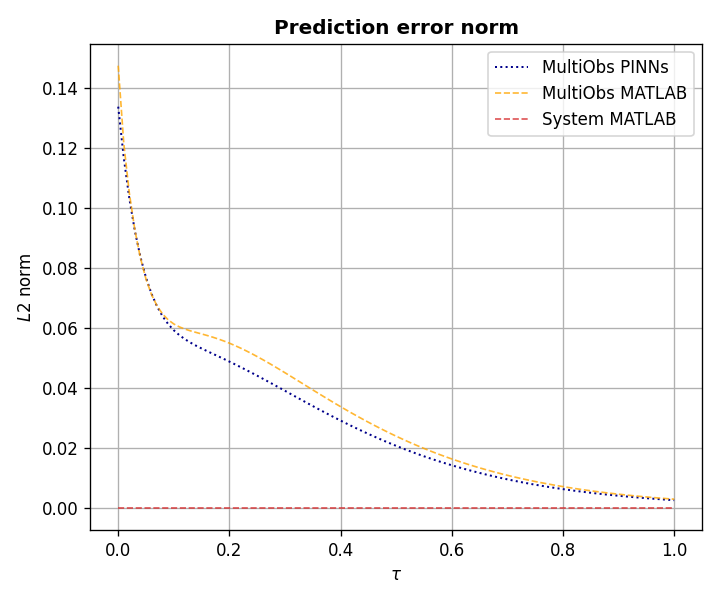 Prediction error norm
MultiObs PINNs
MultiObs MATLAB
System MATLAB
L2 norm
0.14
0.12
0.10
0.08
0.06
0.04
0.02
0.00
0.0 0.2 0.4 0.6 0.8 1.0
τ